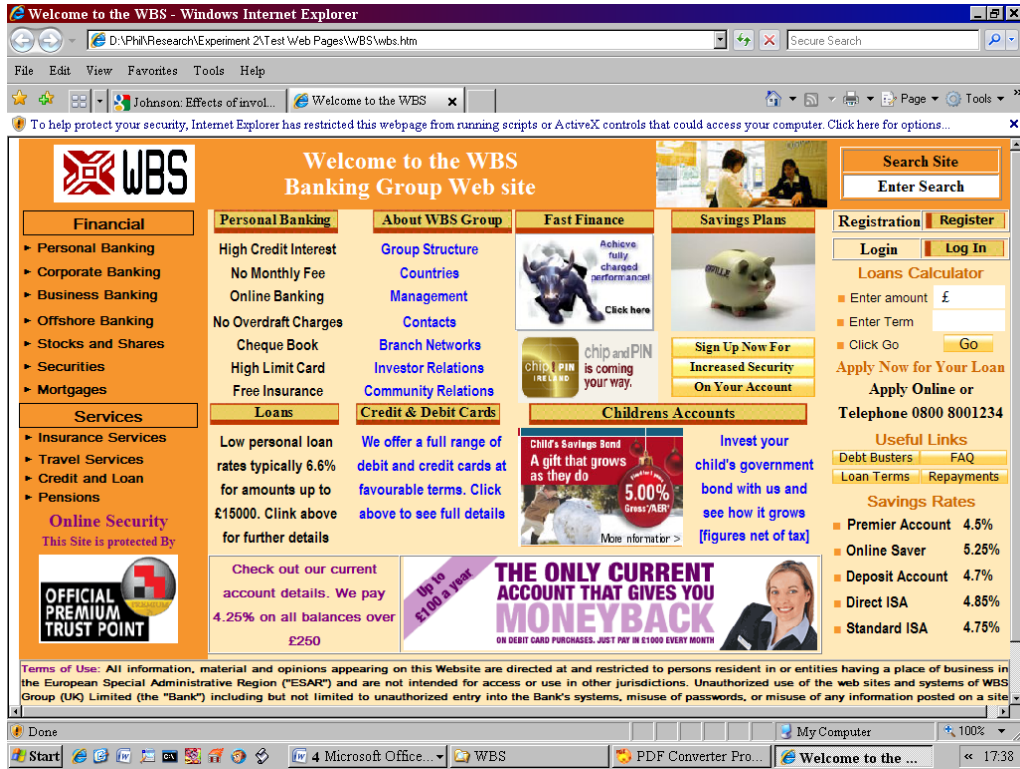 Welcome to the WBS - Windows Internet Explorer
D:\Phil\Research\Experiment 2\Test Web Pages\WBS\wbs.htm
Secure Search
File Edit View Favorites Tools Help
Johnson: Effects of invol...
Welcome to the WBS
Page
Tools
To help protect your security, Internet Explorer has restricted this webpage from running scripts or ActiveX controls that could access your computer. Click here for options...
WBS
Welcome to the WBS
Banking Group Web site
Search Site
Enter Search
Financial
Personal Banking
Corporate Banking
Business Banking
Offshore Banking
Stocks and Shares
Securities
Mortgages
Services
Insurance Services
Travel Services
Credit and Loan
Pensions
Online Security
This Site is protected By
OFFICIAL
PREMIUM
TRUST POINT
PREMIUM
Personal Banking
High Credit Interest
No Monthly Fee
Online Banking
No Overdraft Charges
Cheque Book
High Limit Card
Free Insurance
About WBS Group
Group Structure
Countries
Management
Contacts
Branch Networks
Investor Relations
Community Relations
Fast Finance
Achieve
fully
charged
performance!
Click here
chip PIN
IRELAND
chip and PIN
is coming
your way.
Savings Plans
Sign Up Now For
Increased Security
On Your Account
Loans
Low personal loan
rates typically 6.6%
for amounts up to
£15000. Clink above
for further details
Credit & Debit Cards
We offer a full range of
debit and credit cards at
favourable terms. Click
above to see full details
Childrens Accounts
Child's Savings Bond
A gift that grows
as they do
5.00%
Gross*/AER*
More nformatior >
Invest your
child's government
bond with us and
see how it grows
[figures net of tax]
Check out our current
account details. We pay
4.25% on all balances over
£250
Up to
£100 a year
THE ONLY CURRENT
ACCOUNT THAT GIVES YOU
MONEYBACK
ON DEBIT CARD PURCHASES. JUST PAY IN £1000 EVERY MONTH
Registration Register
Login Log In
Loans Calculator
Enter amount £
Enter Term
Click Go Go
Apply Now for Your Loan
Apply Online or
Telephone 0800 8001234
Useful Links
Debt Busters FAQ
Loan Terms Repayments
Savings Rates
Premier Account 4.5%
Online Saver 5.25%
Deposit Account 4.7%
Direct ISA 4.85%
Standard ISA 4.75%
Terms of Use: All information, material and opinions appearing on this Website are directed at and restricted to persons resident in or entities having a place of business in
the European Special Administrative Region ("ESAR") and are not intended for access or use in other jurisdictions. Unauthorized use of the web sites and systems of WBS
Group (UK) Limited (the "Bank") including but not limited to unauthorized entry into the Bank's systems, misuse of passwords, or misuse of any information posted on a site
Done
My Computer
100%
Start
4 Microsoft Office...
WBS
PDF Converter Pro...
Welcome to the ...
17:38